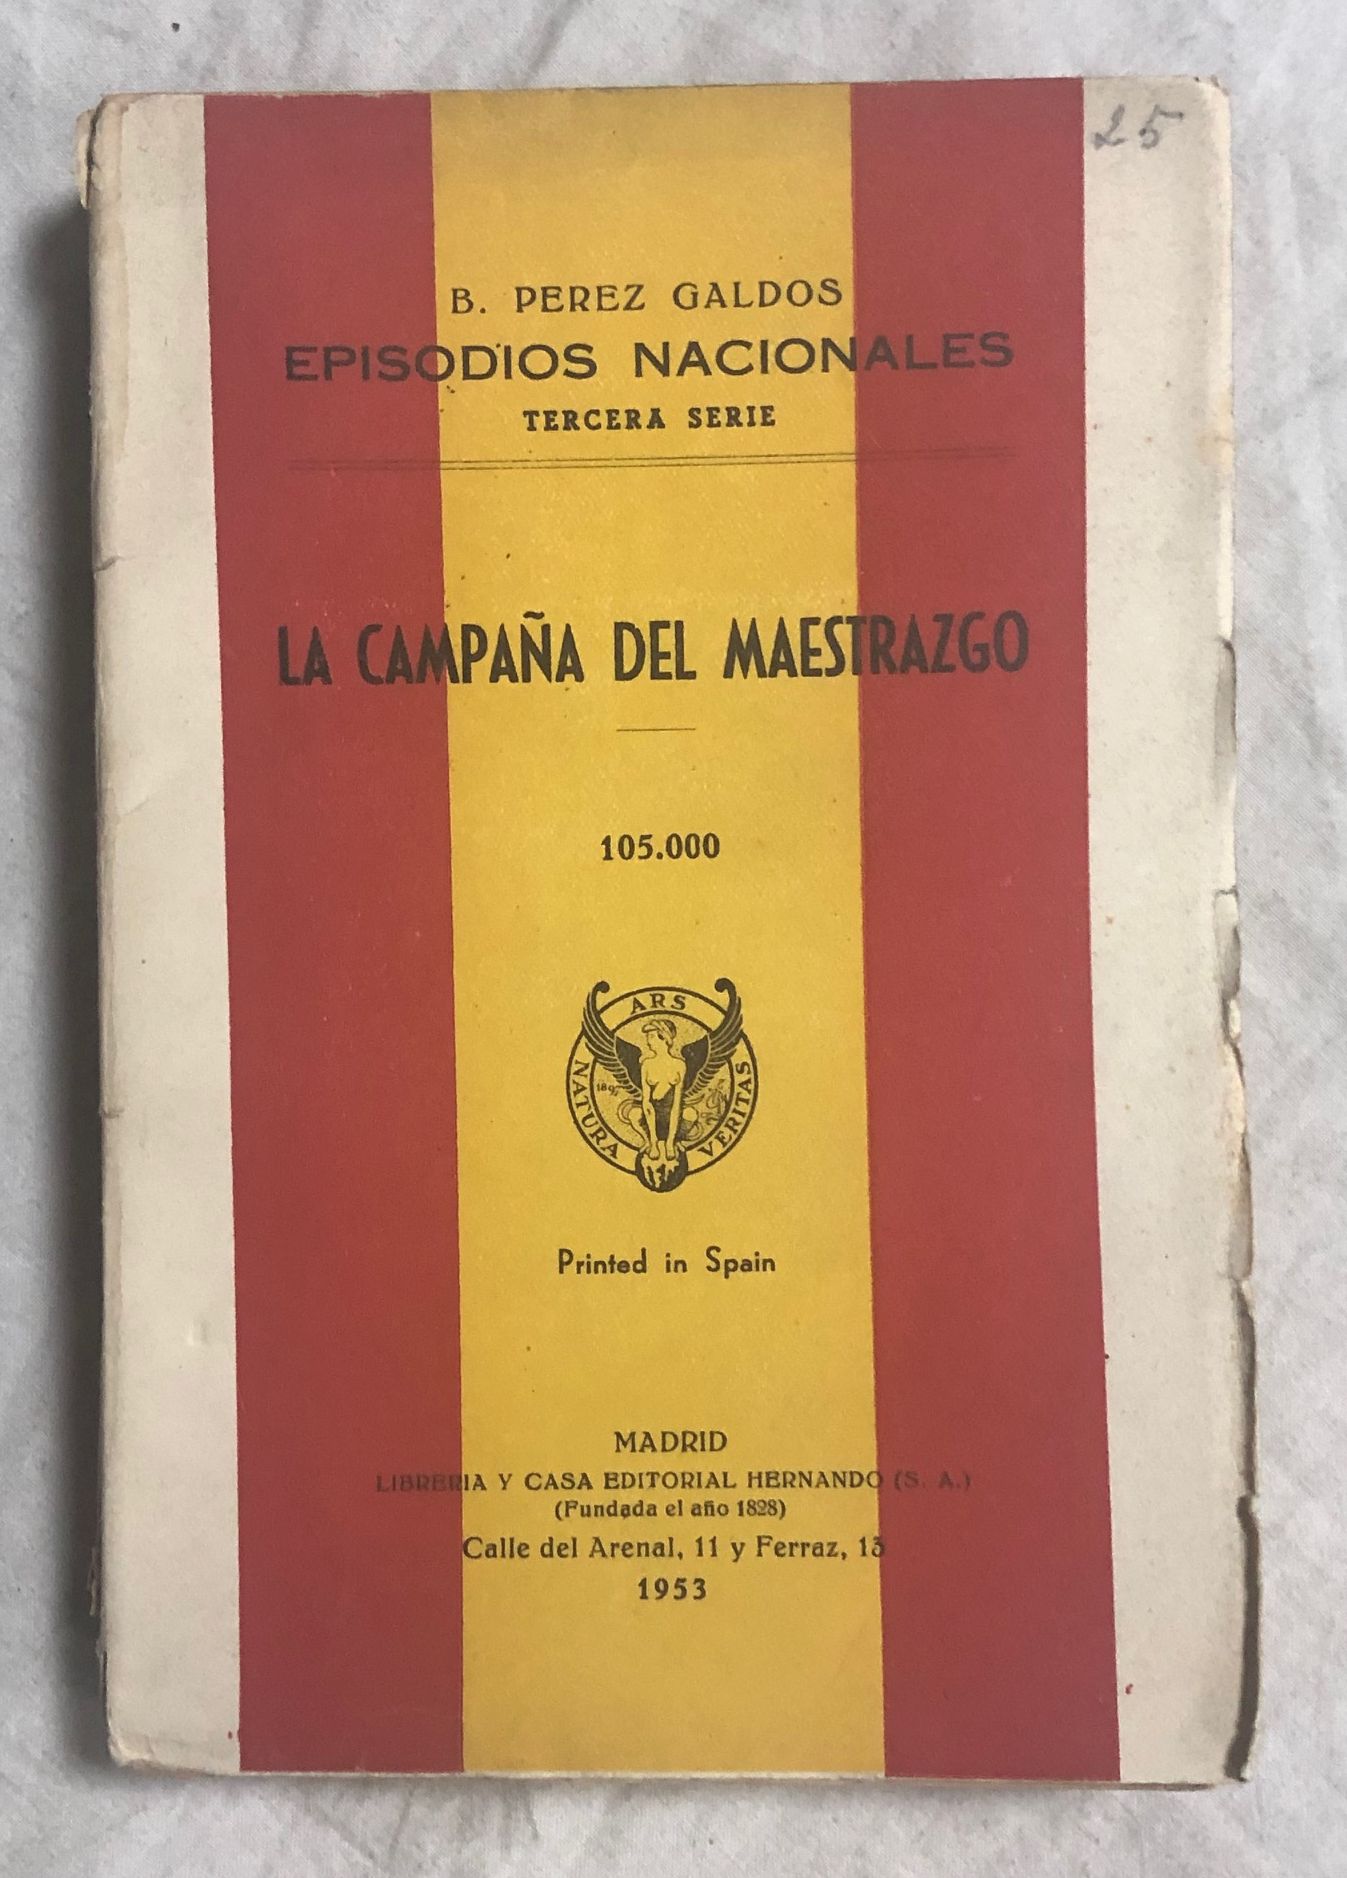 25
B. PEREZ GALDOS
EPISODIOS NACIONALES
TERCERA SERIE
LA CAMPAÑA DEL MAESTRAZGO
105.000
ARS
NATURA
VERITAS
Printed in Spain
MADRID
LIBRERIA Y CASA EDITORIAL HERNANDO (S. A.)
(Fundada el año 1828)
Calle del Arenal, 11 y Ferraz, 13
1953